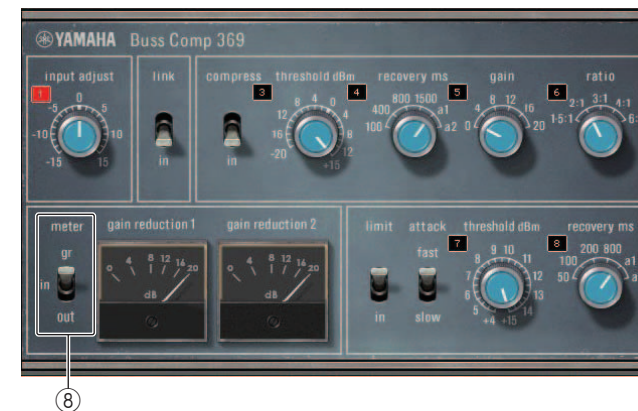 YAMAHA Buss Comp 369
input adjust
link
compress
threshold dBm
recovery ms
gain
ratio
1
3
4
5
6
-15
-10
-5
0
5
10
15
in
in
-20
16
12
8
4
0
4
8
12
+15
100
400
800
1500
a1
a2
0
4
8
12
16
20
1·5:1
2:1
3:1
4:1
6:
meter
gain reduction 1
gain reduction 2
limit
attack
threshold dBm
recovery ms
7
8
gr
in
out
0 4 8 12 16 20
dB
0 4 8 12 16 20
dB
in
fast
slow
+4
5
6
7
8
9
10
11
12
13
14
+15
50
100
200
800
a1
a
8